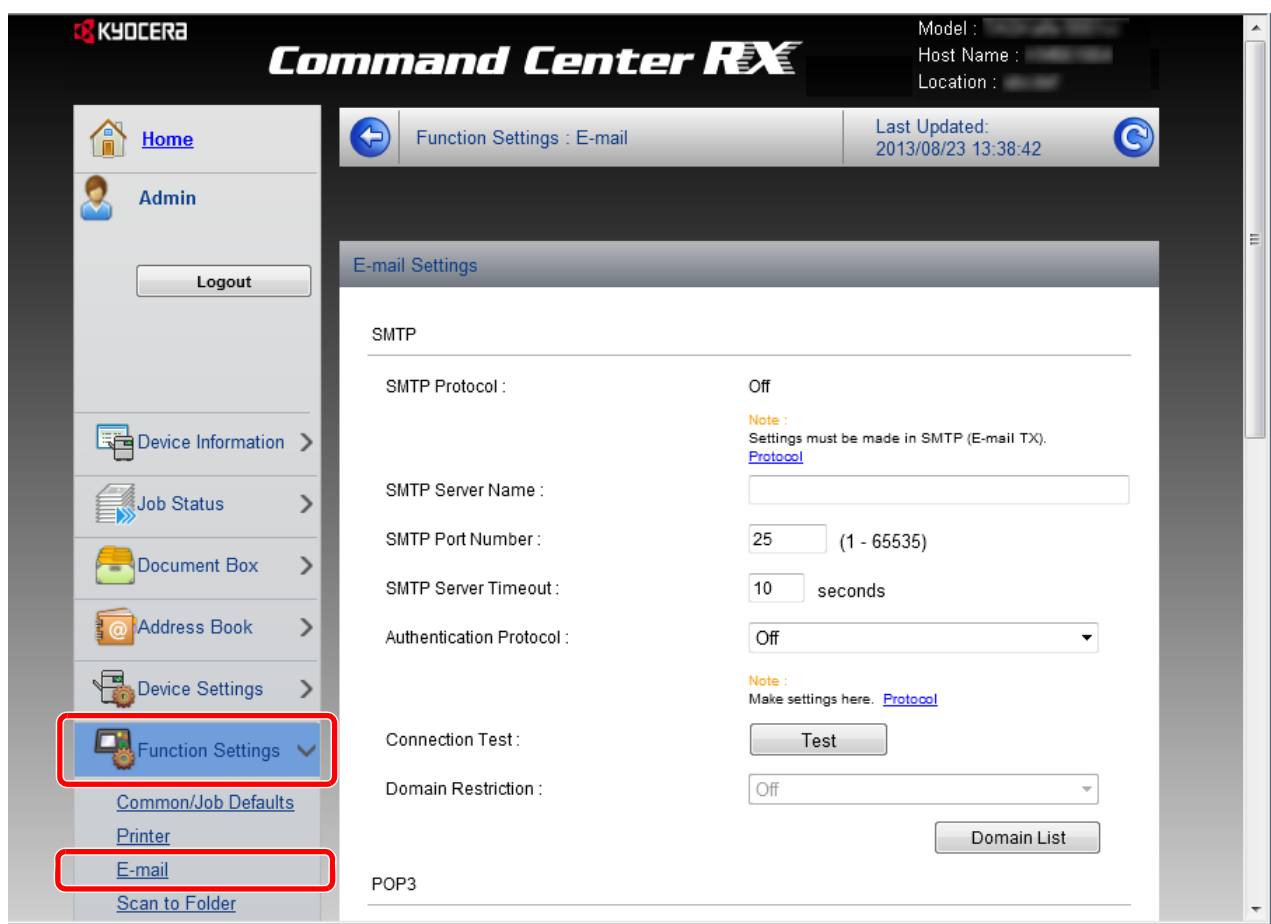 KYOCERA
Command Center RX
Model :
Host Name :
Location :
Home
Admin
Logout
Device Information
Job Status
Document Box
Address Book
Device Settings
Function Settings
Common/Job Defaults
Printer
E-mail
Scan to Folder
Function Settings : E-mail
Last Updated:
2013/08/23 13:38:42
E-mail Settings
SMTP
SMTP Protocol : Off
Note :
Settings must be made in SMTP (E-mail TX).
Protocol
SMTP Server Name :
SMTP Port Number : 25 (1 - 65535)
SMTP Server Timeout : 10 seconds
Authentication Protocol : Off
Note :
Make settings here. Protocol
Connection Test : Test
Domain Restriction : Off
Domain List
POP3